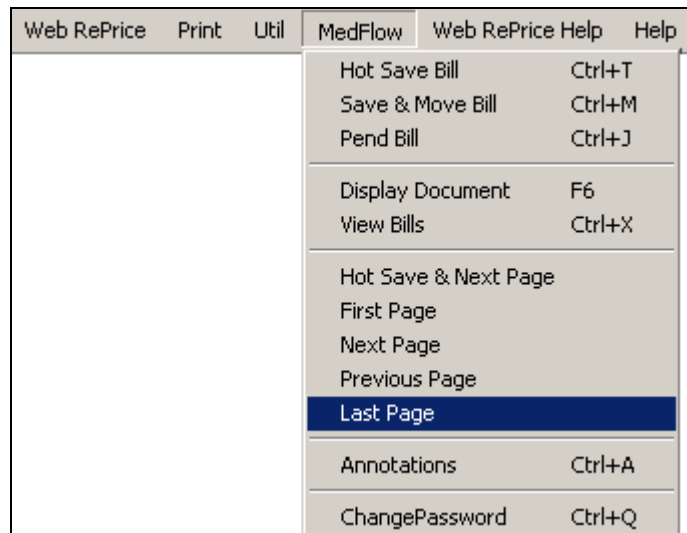 Web RePrice Print Util MedFlow Web RePrice Help Help
Hot Save Bill Ctrl+T
Save & Move Bill Ctrl+M
Pend Bill Ctrl+J
Display Document F6
View Bills Ctrl+X
Hot Save & Next Page
First Page
Next Page
Previous Page
Last Page
Annotations Ctrl+A
ChangePassword Ctrl+Q